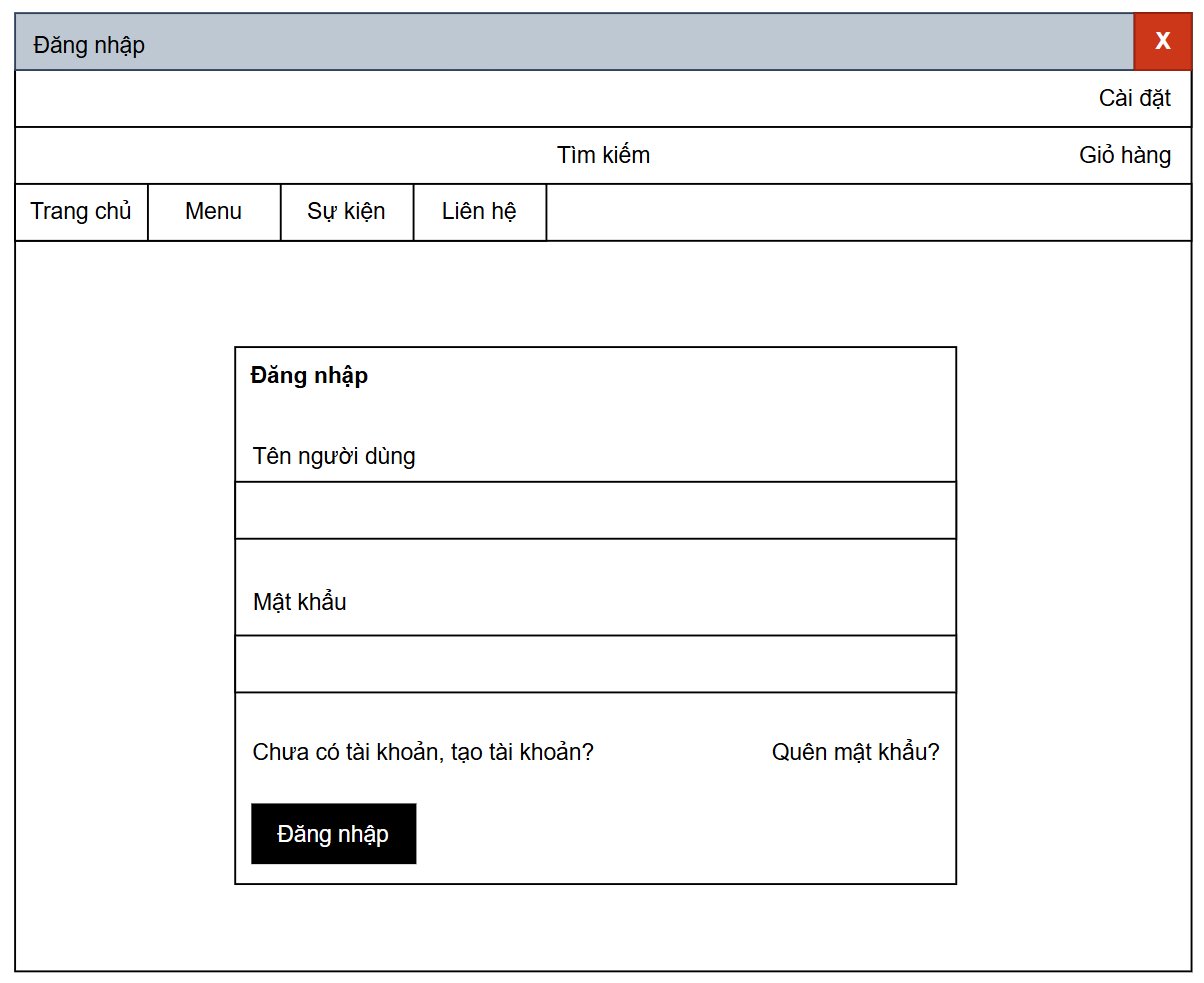 Đăng nhập
X
Cài đặt
Tìm kiếm
Giỏ hàng
Trang chủ
Menu
Sự kiện
Liên hệ
Đăng nhập
Tên người dùng
Mật khẩu
Chưa có tài khoản, tạo tài khoản?
Quên mật khẩu?
Đăng nhập